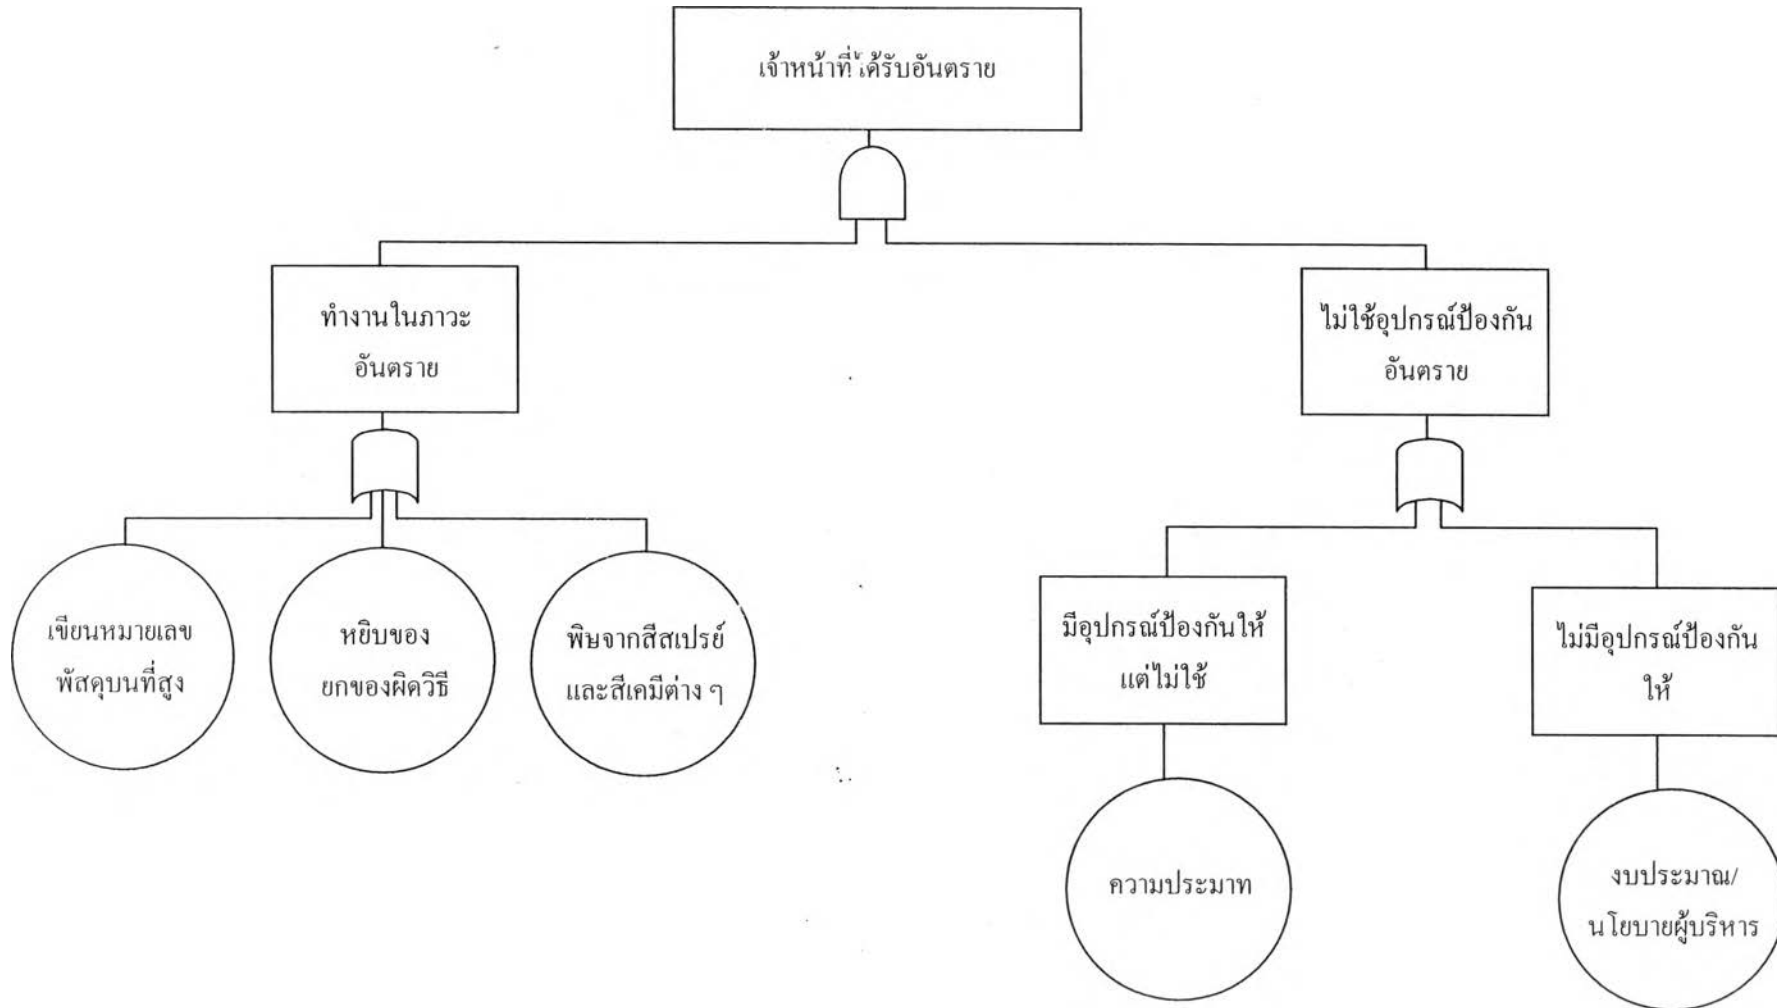 เจ้าหน้าที่ได้รับอันตราย
ทำงานในภาวะ
อันตราย
ไม่ใช้อุปกรณ์ป้องกัน
อันตราย
เขียนหมายเลข
พัสดุบนที่สูง
หยิบของ
ยกของผิดวิธี
พิษจากสีสเปรย์
และสีเคมีต่าง ๆ
มีอุปกรณ์ป้องกันให้
แต่ไม่ใช้
ไม่มีอุปกรณ์ป้องกัน
ให้
ความประมาท
งบประมาณ/
นโยบายผู้บริหาร